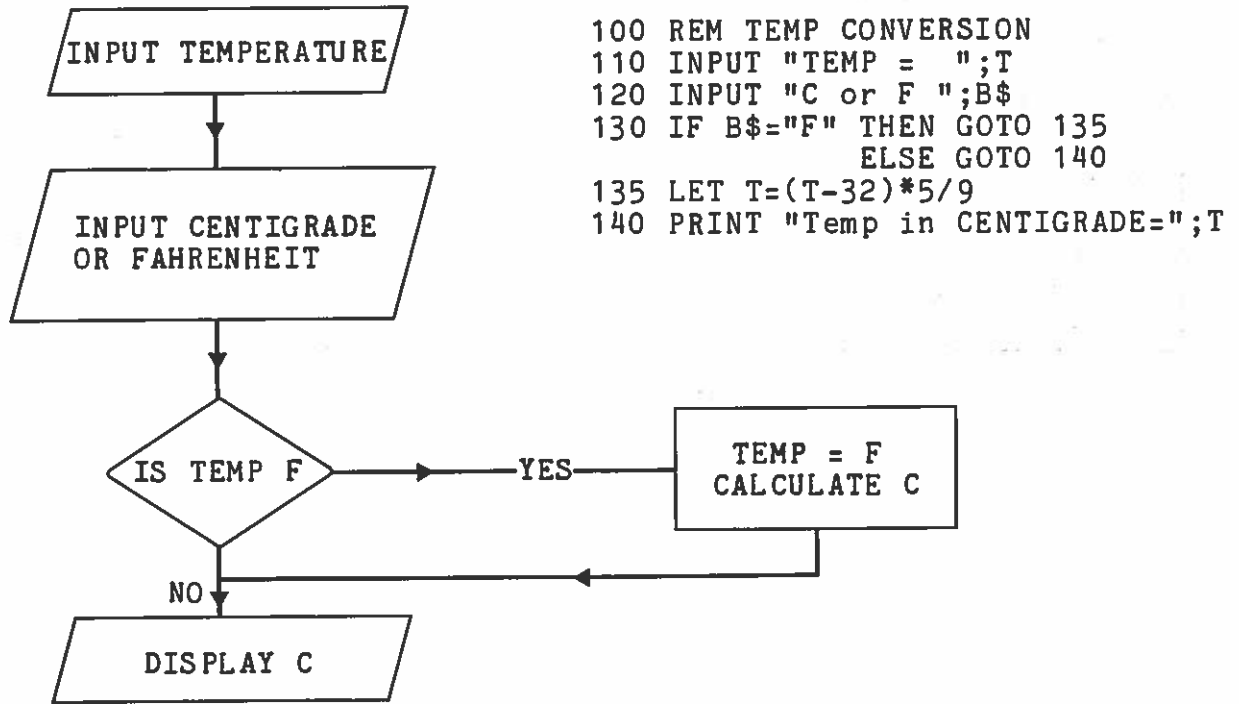 INPUT TEMPERATURE
INPUT CENTIGRADE
OR FAHRENHEIT
IS TEMP F
YES
TEMP = F
CALCULATE C
NO
DISPLAY C
100 REM TEMP CONVERSION
110 INPUT "TEMP =  ";T
120 INPUT "C or F ";B$
130 IF B$="F" THEN GOTO 135
ELSE GOTO 140
135 LET T=(T-32)*5/9
140 PRINT "Temp in CENTIGRADE=";T